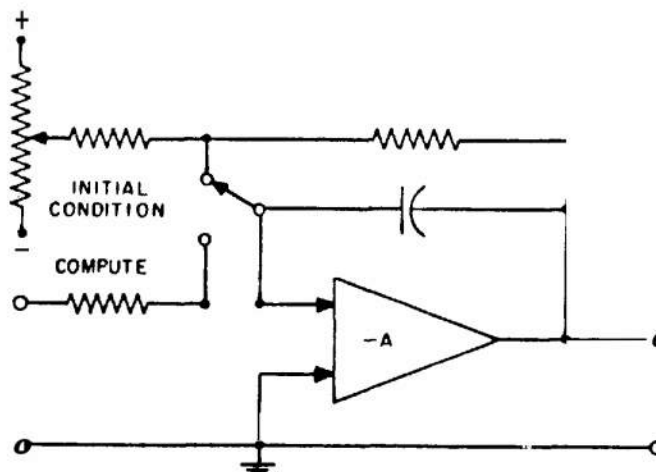 +
INITIAL
CONDITION
−
COMPUTE
−A